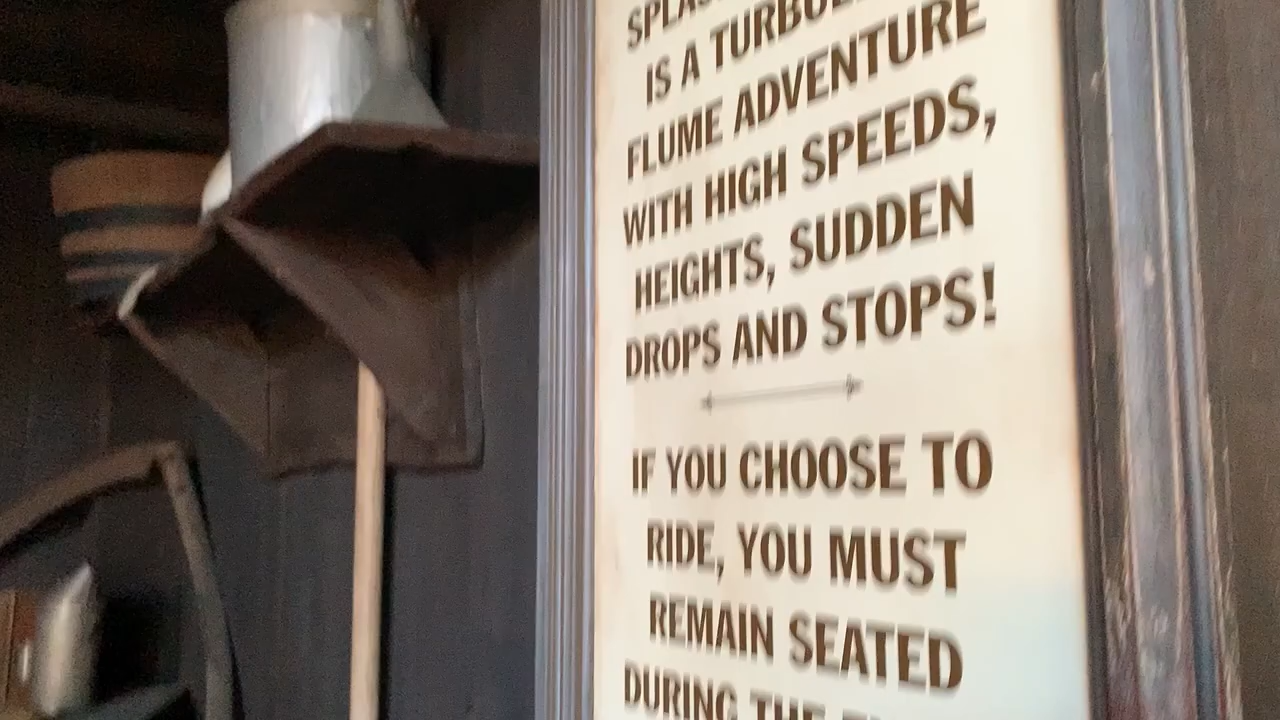 IS A
FLUME ADVENTURE
WITH HIGH SPEEDS,
HEIGHTS, SUDDEN
DROPS AND STOPS!
IF YOU CHOOSE TO
RIDE, YOU MUST
REMAIN SEATED
DURING THE